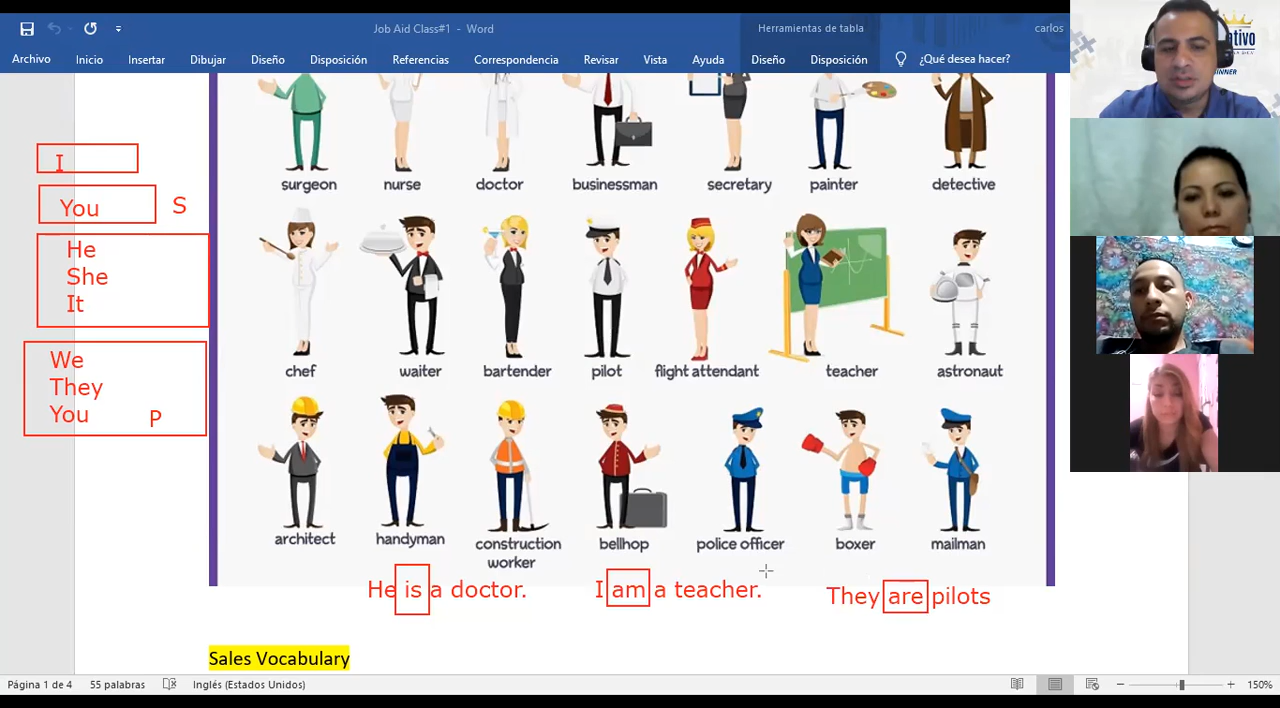 Job Aid Class#1 - Word
Herramientas de tabla
carlos
Archivo Inicio Insertar Dibujar Diseño Disposición Referencias Correspondencia Revisar Vista Ayuda Diseño Disposición ¿Qué desea hacer?
surgeon nurse doctor businessman secretary painter detective
I
You S
He
She
It
We
They
You P
chef waiter bartender pilot flight attendant teacher astronaut
architect handyman construction worker bellhop police officer boxer mailman
He is a doctor. I am a teacher. They are pilots
Sales Vocabulary
Página 1 de 4 55 palabras Inglés (Estados Unidos) 150%